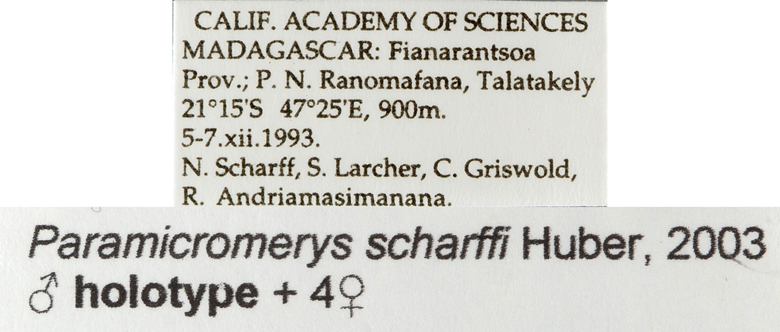 CALIF. ACADEMY OF SCIENCES
MADAGASCAR: Fianarantsoa
Prov.; P. N. Ranomafana, Talatakely
21°15'S 47°25'E, 900m.
5-7.xii.1993.
N. Scharff, S. Larcher, C. Griswold,
R. Andriamasimanana.
Paramicromerys scharffi Huber, 2003
♂ holotype + 4♀